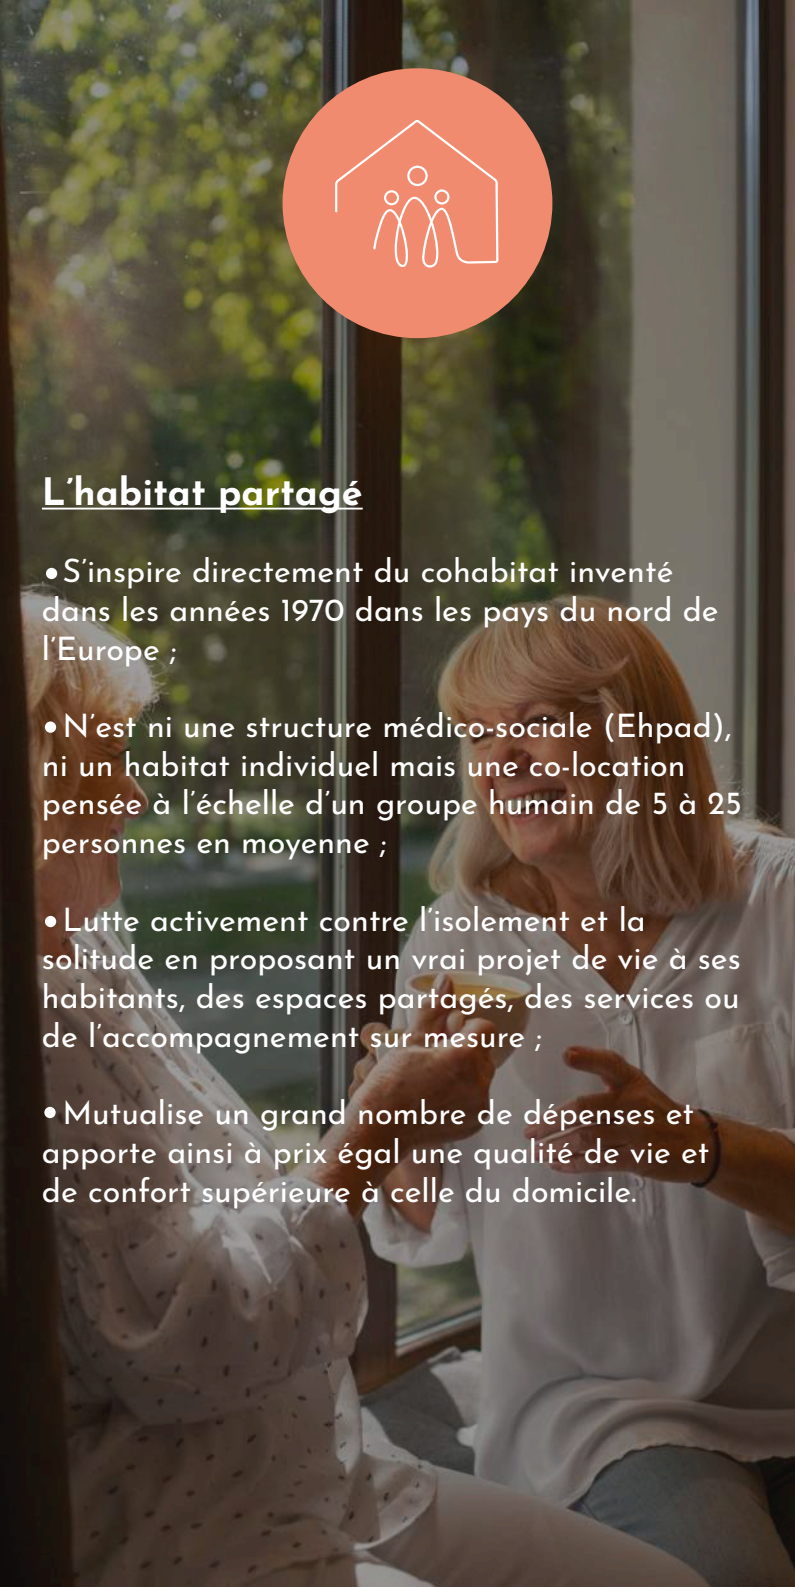 L’habitat partagé
•S’inspire directement du cohabitat inventé
dans les années 1970 dans les pays du nord de
l’Europe ;
•N’est ni une structure médico-sociale (Ehpad),
ni un habitat individuel mais une co-location
pensée à l’échelle d’un groupe humain de 5 à 25
personnes en moyenne ;
•Lutte activement contre l’isolement et la
solitude en proposant un vrai projet de vie à ses
habitants, des espaces partagés, des services ou
de l’accompagnement sur mesure ;
•Mutualise un grand nombre de dépenses et
apporte ainsi à prix égal une qualité de vie et
de confort supérieure à celle du domicile.